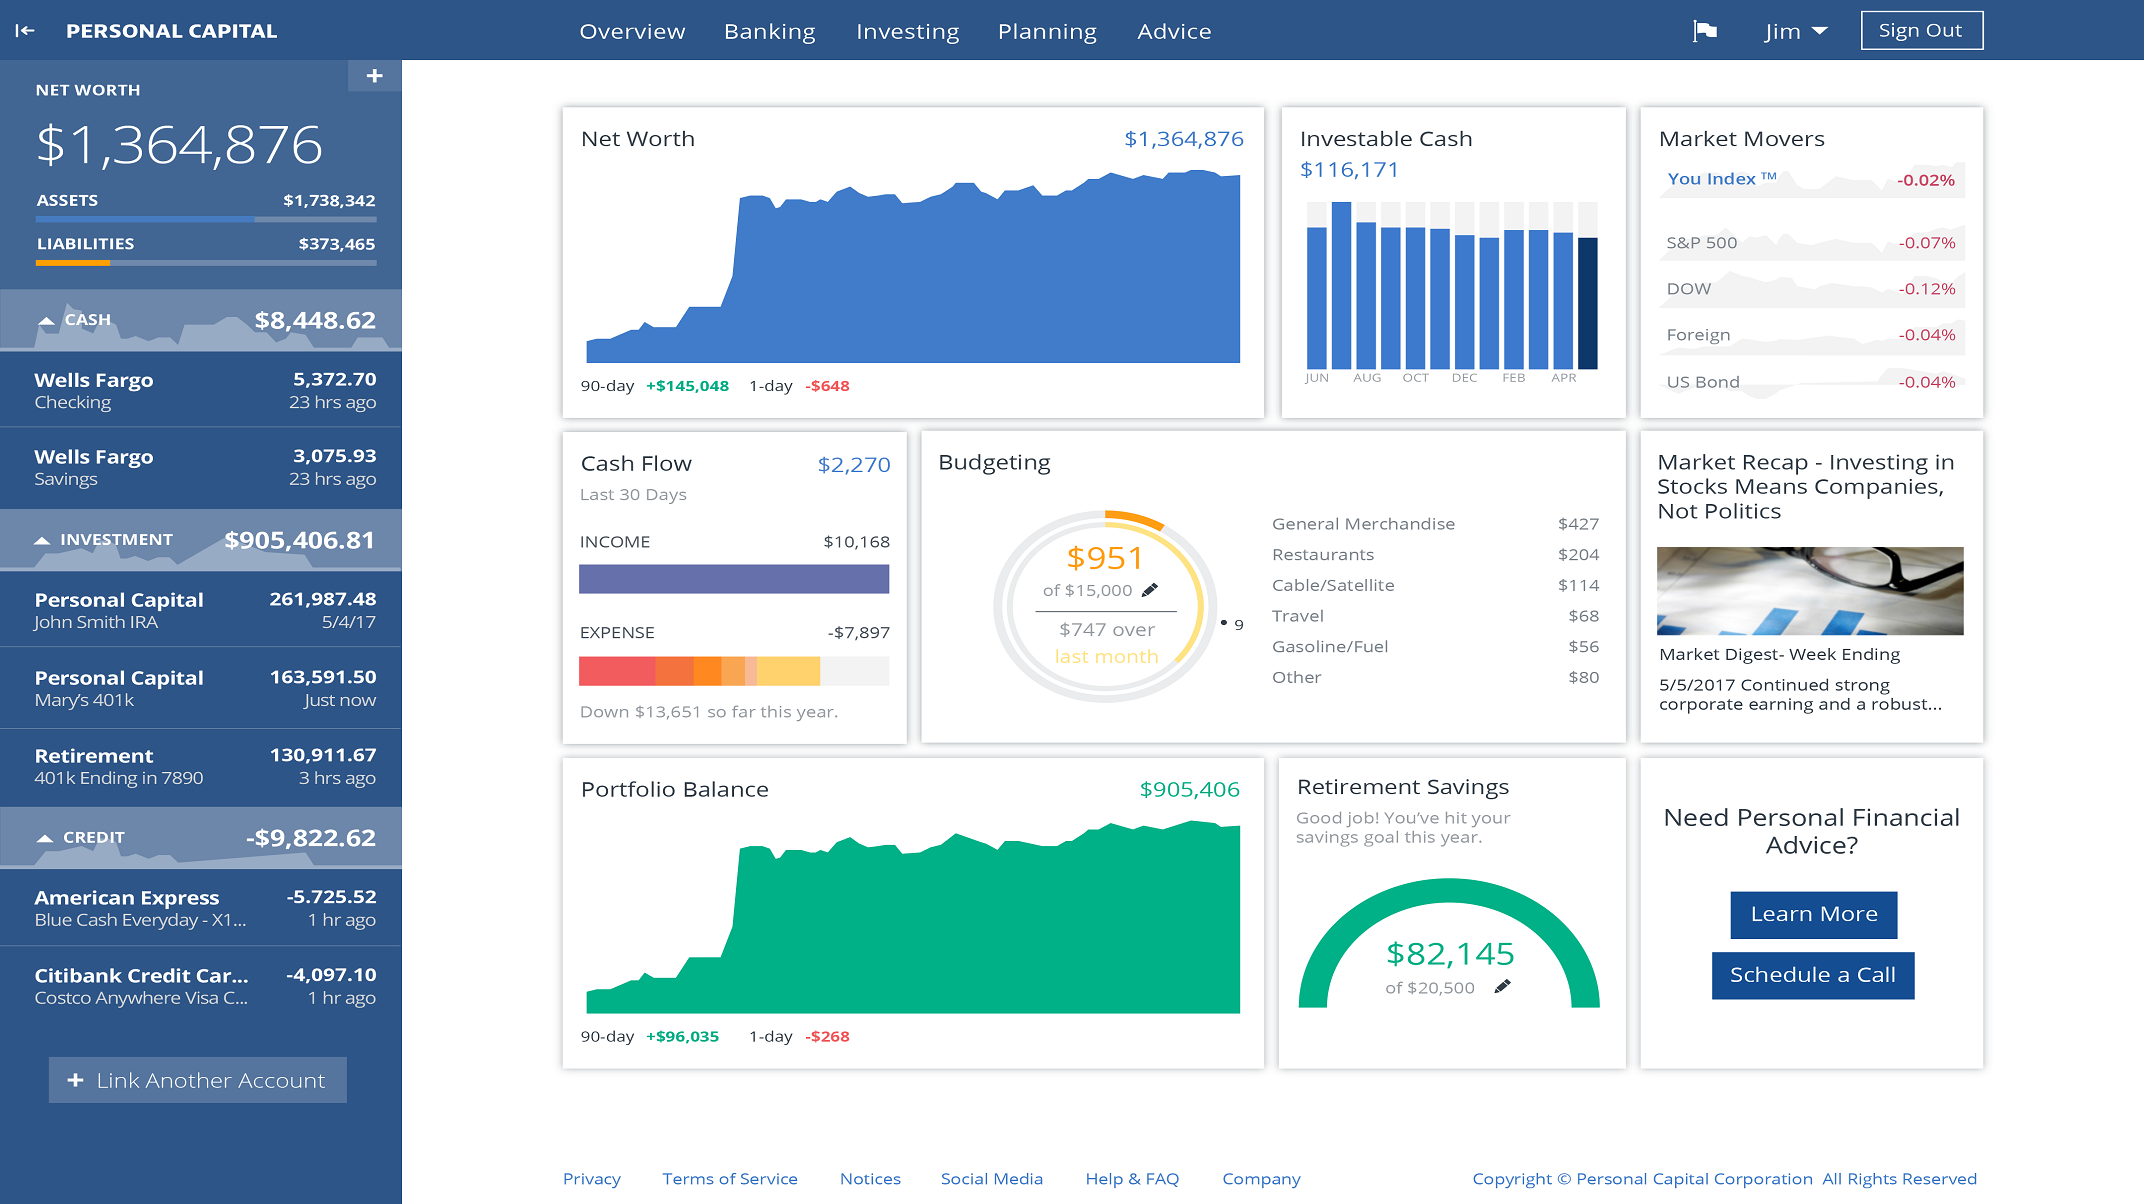 PERSONAL CAPITAL
Overview Banking Investing Planning Advice
Jim Sign Out
NET WORTH
$1,364,876
ASSETS $1,738,342
LIABILITIES $373,465
CASH $8,448.62
Wells Fargo 5,372.70
Checking 23 hrs ago
Wells Fargo 3,075.93
Savings 23 hrs ago
INVESTMENT $905,406.81
Personal Capital 261,987.48
John Smith IRA 5/4/17
Personal Capital 163,591.50
Mary's 401k Just now
Retirement 130,911.67
401k Ending in 7890 3 hrs ago
CREDIT -$9,822.62
American Express -5.725.52
Blue Cash Everyday - X1... 1 hr ago
Citibank Credit Car... -4,097.10
Costco Anywhere Visa C... 1 hr ago
+ Link Another Account
Net Worth $1,364,876
90-day +$145,048 1-day -$648
Investable Cash
$116,171
JUN AUG OCT DEC FEB APR
Market Movers
You Index ™ -0.02%
S&P 500 -0.07%
DOW -0.12%
Foreign -0.04%
US Bond -0.04%
Cash Flow $2,270
Last 30 Days
INCOME $10,168
EXPENSE -$7,897
Down $13,651 so far this year.
Budgeting
$951
of $15,000
$747 over
last month
• 9
General Merchandise $427
Restaurants $204
Cable/Satellite $114
Travel $68
Gasoline/Fuel $56
Other $80
Market Recap - Investing in
Stocks Means Companies,
Not Politics
Market Digest- Week Ending
5/5/2017 Continued strong
corporate earning and a robust...
Portfolio Balance $905,406
90-day +$96,035 1-day -$268
Retirement Savings
Good job! You've hit your
savings goal this year.
$82,145
of $20,500
Need Personal Financial
Advice?
Learn More
Schedule a Call
Privacy Terms of Service Notices Social Media Help & FAQ Company
Copyright © Personal Capital Corporation All Rights Reserved